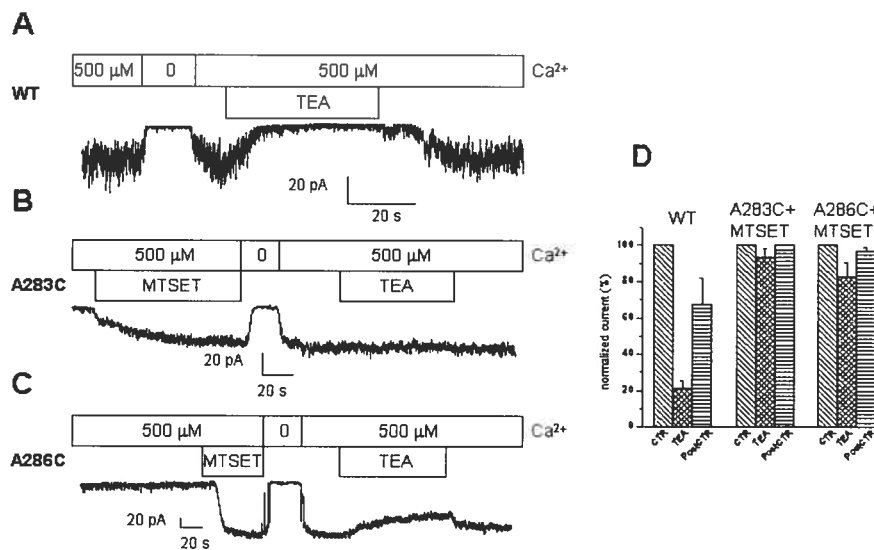 A
500 µM 0 500 µM Ca²⁺
WT
TEA
20 pA
20 s
B
500 µM 0 500 µM Ca²⁺
A283C
MTSET TEA
20 pA
20 s
C
500 µM 0 500 µM Ca²⁺
A286C
MTSET TEA
20 pA
20 s
D
WT A283C+ MTSET A286C+ MTSET
normalized current (%)
100
80
60
40
20
CTR TEA PostCTR CTR TEA PostCTR CTR TEA PostCTR